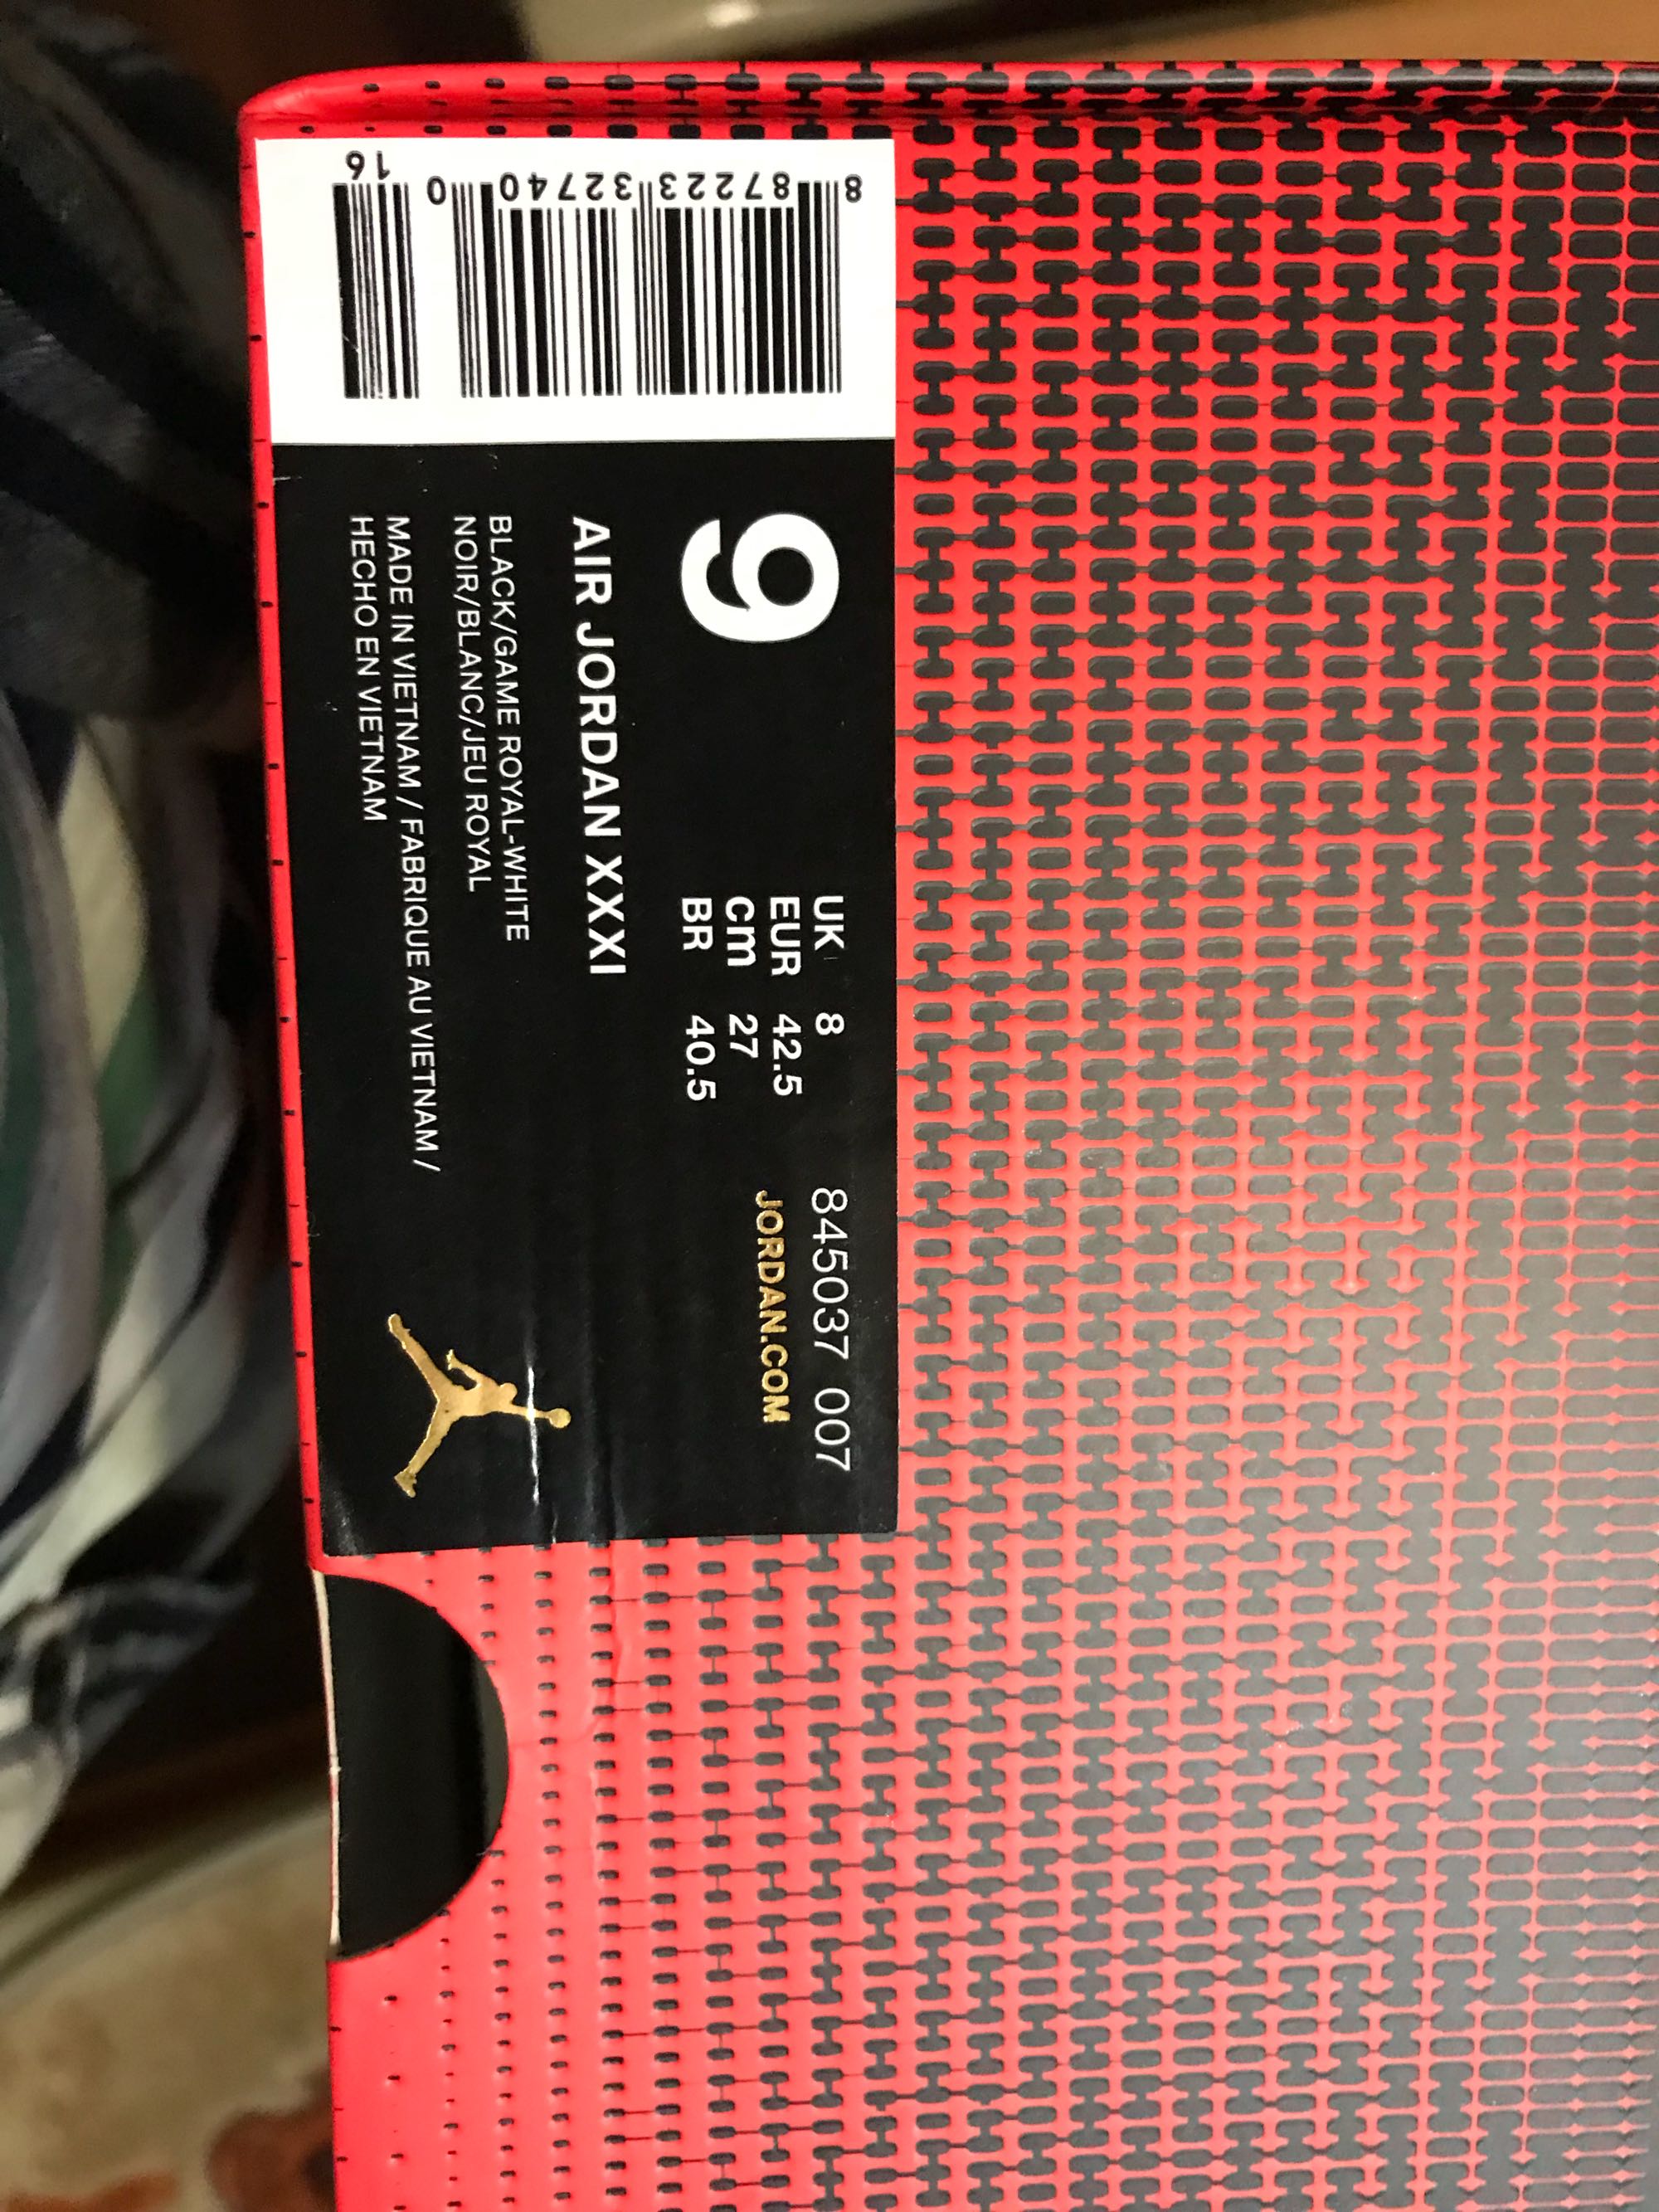 9
UK 8
EUR 42.5
Cm 27
BR 40.5
845037 007
JORDAN.COM
AIR JORDAN XXXI
BLACK/GAME ROYAL-WHITE
NOIR/BLANC/JEU ROYAL
MADE IN VIETNAM / FABRIQUE AU VIETNAM /
HECHO EN VIETNAM
8 87223 32740 0
16